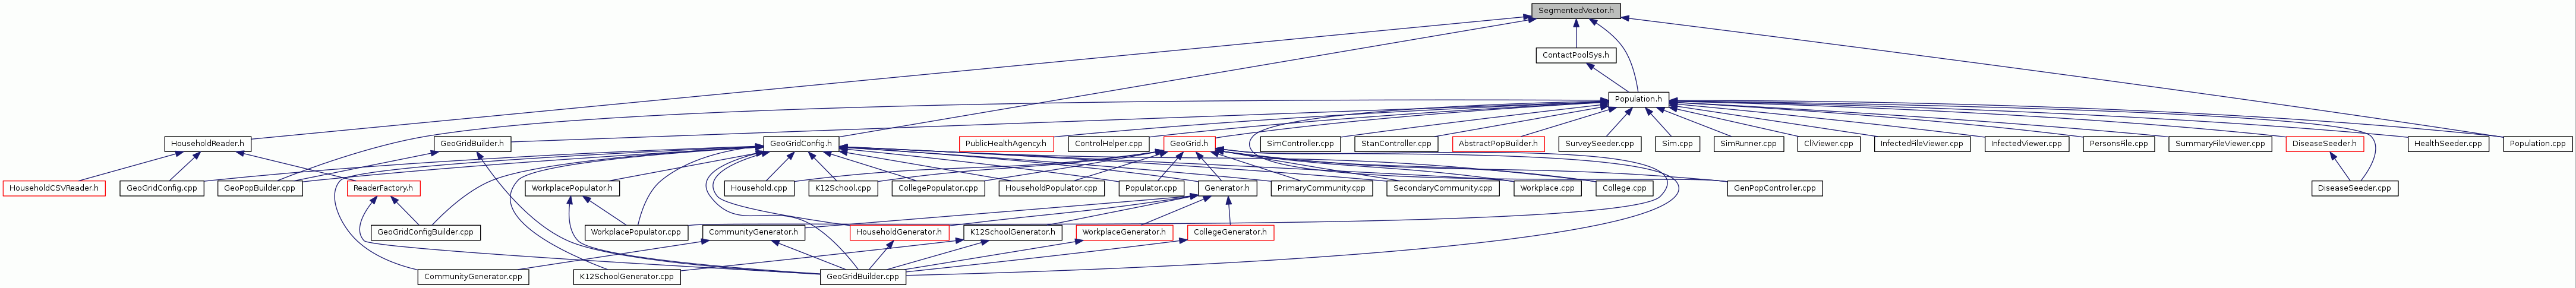 SegmentedVector.h
ContactPoolSys.h
Population.h
HouseholdReader.h
GeoGridBuilder.h
GeoGridConfig.h
PublicHealthAgency.h
ControlHelper.cpp
GeoGrid.h
SimController.cpp
StanController.cpp
AbstractPopBuilder.h
SurveySeeder.cpp
Sim.cpp
SimRunner.cpp
CliViewer.cpp
InfectedFileViewer.cpp
InfectedViewer.cpp
PersonsFile.cpp
SummaryFileViewer.cpp
DiseaseSeeder.h
HealthSeeder.cpp
Population.cpp
HouseholdCSVReader.h
GeoGridConfig.cpp
GeoPopBuilder.cpp
ReaderFactory.h
WorkplacePopulator.h
Household.cpp
K12School.cpp
CollegePopulator.cpp
HouseholdPopulator.cpp
Populator.cpp
Generator.h
PrimaryCommunity.cpp
SecondaryCommunity.cpp
Workplace.cpp
College.cpp
GenPopController.cpp
DiseaseSeeder.cpp
GeoGridConfigBuilder.cpp
WorkplacePopulator.cpp
CommunityGenerator.h
HouseholdGenerator.h
K12SchoolGenerator.h
WorkplaceGenerator.h
CollegeGenerator.h
CommunityGenerator.cpp
K12SchoolGenerator.cpp
GeoGridBuilder.cpp